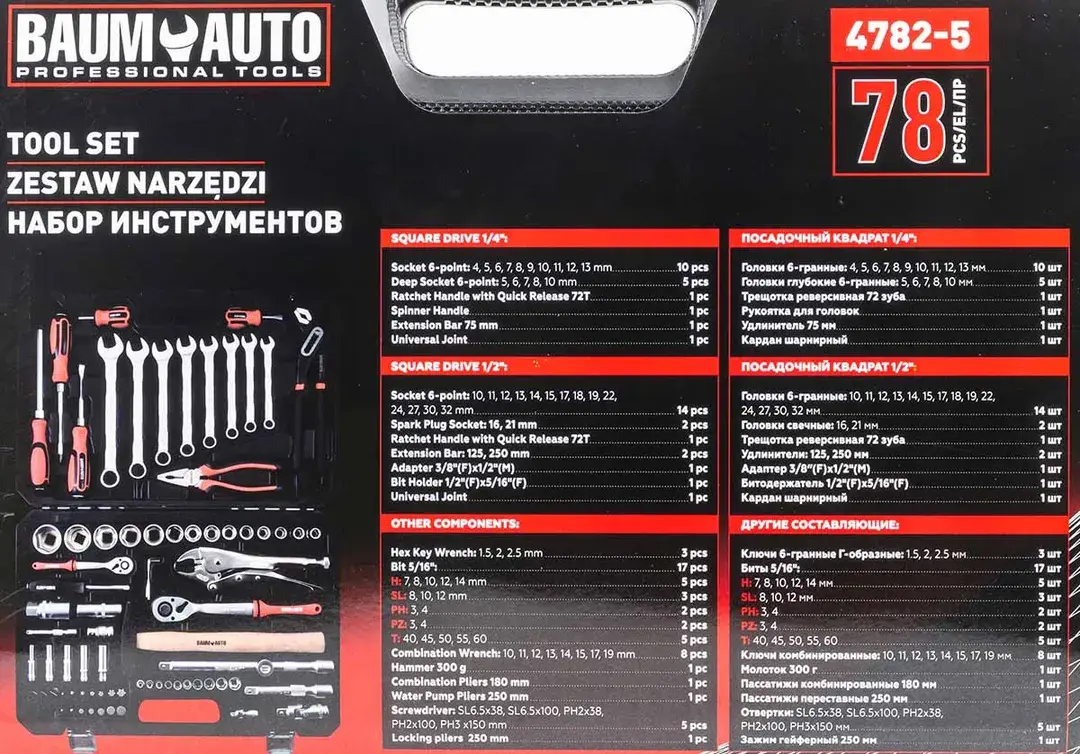 BAUM AUTO
PROFESSIONAL TOOLS
4782-5
78
PCS/EL/ПР
TOOL SET
ZESTAW NARZĘDZI
НАБОР ИНСТРУМЕНТОВ
SQUARE DRIVE 1/4":
Socket 6-point: 4, 5, 6, 7, 8, 9, 10, 11, 12, 13 mm 10 pcs
Deep Socket 6-point: 5, 6, 7, 8, 10 mm 5 pcs
Ratchet Handle with Quick Release 72T 1 pc
Spinner Handle 1 pc
Extension Bar 75 mm 1 pc
Universal Joint 1 pc
SQUARE DRIVE 1/2":
Socket 6-point: 10, 11, 12, 13, 14, 15, 17, 18, 19, 22,
24, 27, 30, 32 mm 14 pcs
Spark Plug Socket: 16, 21 mm 2 pcs
Ratchet Handle with Quick Release 72T 1 pc
Extension Bar: 125, 250 mm 2 pcs
Adapter 3/8"(F)x1/2"(M) 1 pc
Bit Holder 1/2"(F)x5/16"(F) 1 pc
Universal Joint 1 pc
OTHER COMPONENTS:
Hex Key Wrench: 1.5, 2, 2.5 mm 3 pcs
Bit 5/16": 17 pcs
H: 7, 8, 10, 12, 14 mm 5 pcs
SL: 8, 10, 12 mm 3 pcs
PH: 3, 4 2 pcs
PZ: 3, 4 2 pcs
T: 40, 45, 50, 55, 60 5 pcs
Combination Wrench: 10, 11, 12, 13, 14, 15, 17, 19 mm 8 pcs
Hammer 300 g 1 pc
Combination Pliers 180 mm 1 pc
Water Pump Pliers 250 mm 1 pc
Screwdriver: SL6.5x38, SL6.5x100, PH2x38,
PH2x100, PH3 x150 mm 5 pcs
Locking pliers 250 mm 1 pc
ПОСАДОЧНЫЙ КВАДРАТ 1/4":
Головки 6-гранные: 4, 5, 6, 7, 8, 9, 10, 11, 12, 13 мм 10 шт
Головки глубокие 6-гранные: 5, 6, 7, 8, 10 мм 5 шт
Трещотка реверсивная 72 зуба 1 шт
Рукоятка для головок 1 шт
Удлинитель 75 мм 1 шт
Кардан шарнирный 1 шт
ПОСАДОЧНЫЙ КВАДРАТ 1/2":
Головки 6-гранные: 10, 11, 12, 13, 14, 15, 17, 18, 19, 22,
24, 27, 30, 32 мм 14 шт
Головки свечные: 16, 21 мм 2 шт
Трещотка реверсивная 72 зуба 1 шт
Удлинители: 125, 250 мм 2 шт
Адаптер 3/8"(F)x1/2"(M) 1 шт
Битодержатель 1/2"(F)x5/16"(F) 1 шт
Кардан шарнирный 1 шт
ДРУГИЕ СОСТАВЛЯЮЩИЕ:
Ключи 6-гранные Г-образные: 1.5, 2, 2.5 мм 3 шт
Биты 5/16": 17 шт
H: 7, 8, 10, 12, 14 мм 5 шт
SL: 8, 10, 12 мм 3 шт
PH: 3, 4 2 шт
PZ: 3, 4 2 шт
T: 40, 45, 50, 55, 60 5 шт
Ключи комбинированные: 10, 11, 12, 13, 14, 15, 17, 19 мм 8 шт
Молоток 300 г 1 шт
Пассатижи комбинированные 180 мм 1 шт
Пассатижи переставные 250 мм 1 шт
Отвертки: SL6.5x38, SL6.5x100, PH2x38,
PH2x100, PH3x150 мм 5 шт
Зажим гейферный 250 мм 1 шт
BAUM AUTO